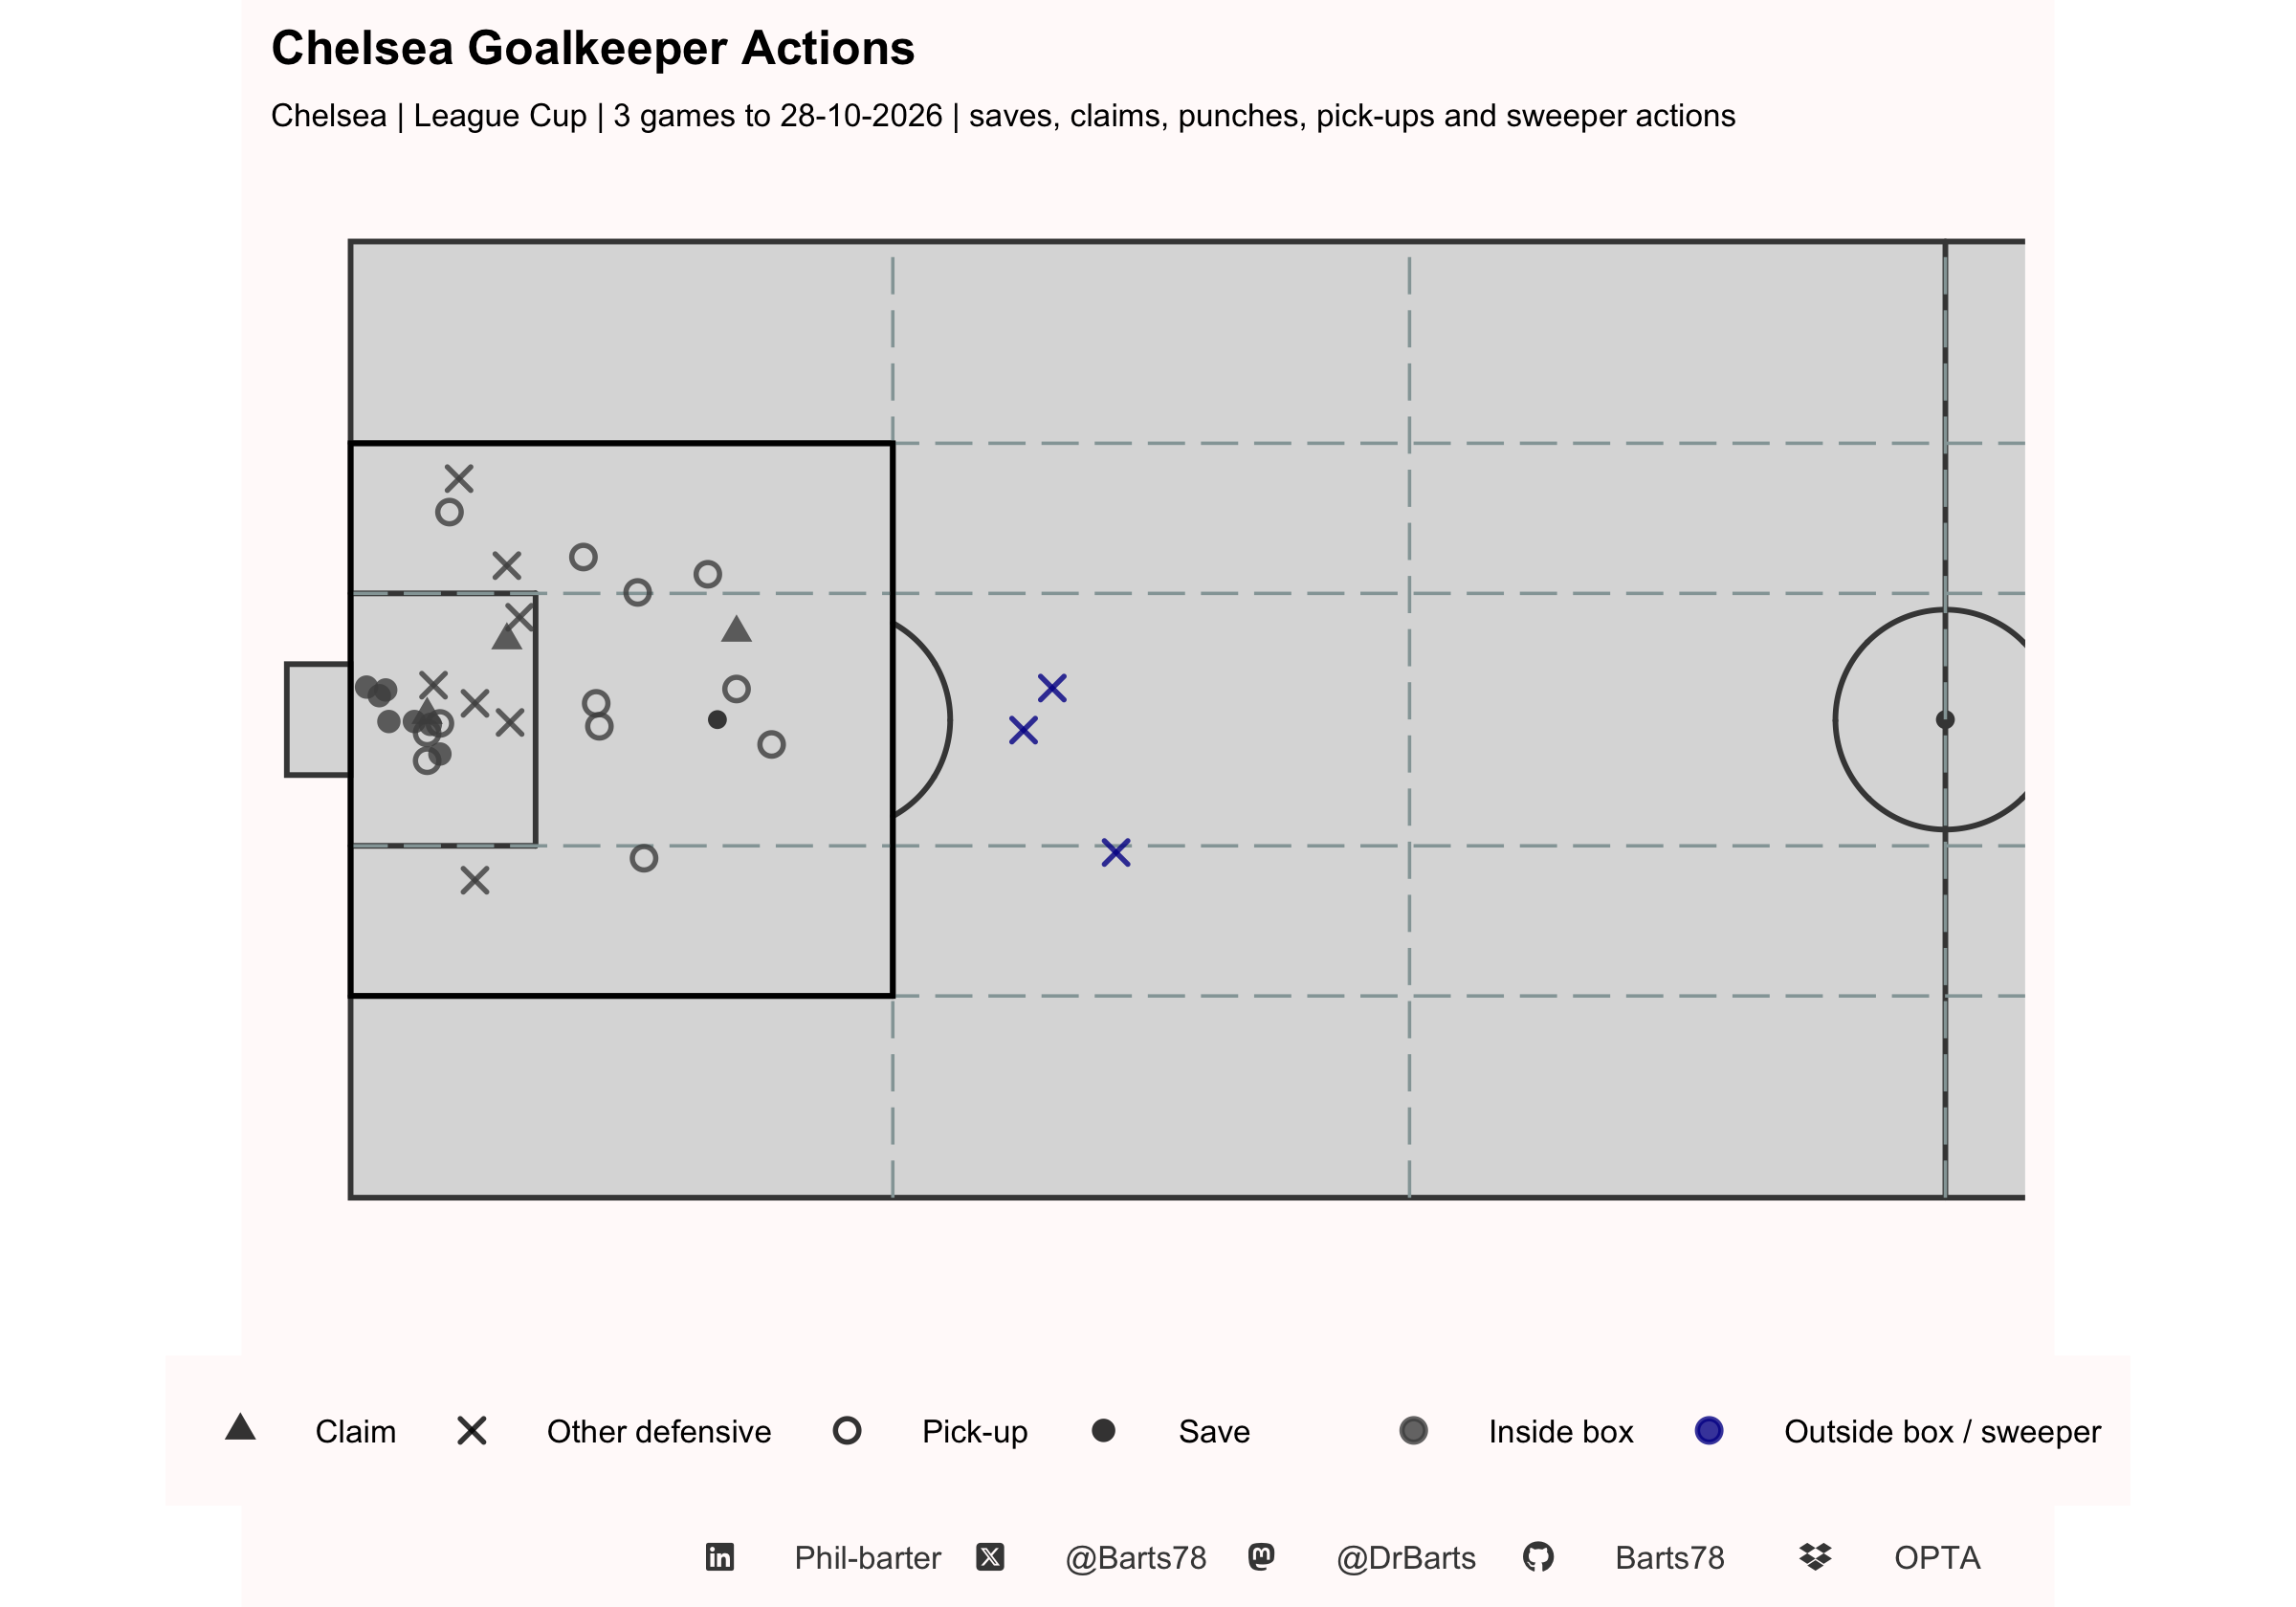 Chelsea Goalkeeper Actions
Chelsea | League Cup | 3 games to 28-10-2026 | saves, claims, punches, pick-ups and sweeper actions
Claim Other defensive Pick-up Save Inside box Outside box / sweeper
Phil-barter @Barts78 @DrBarts Barts78 OPTA